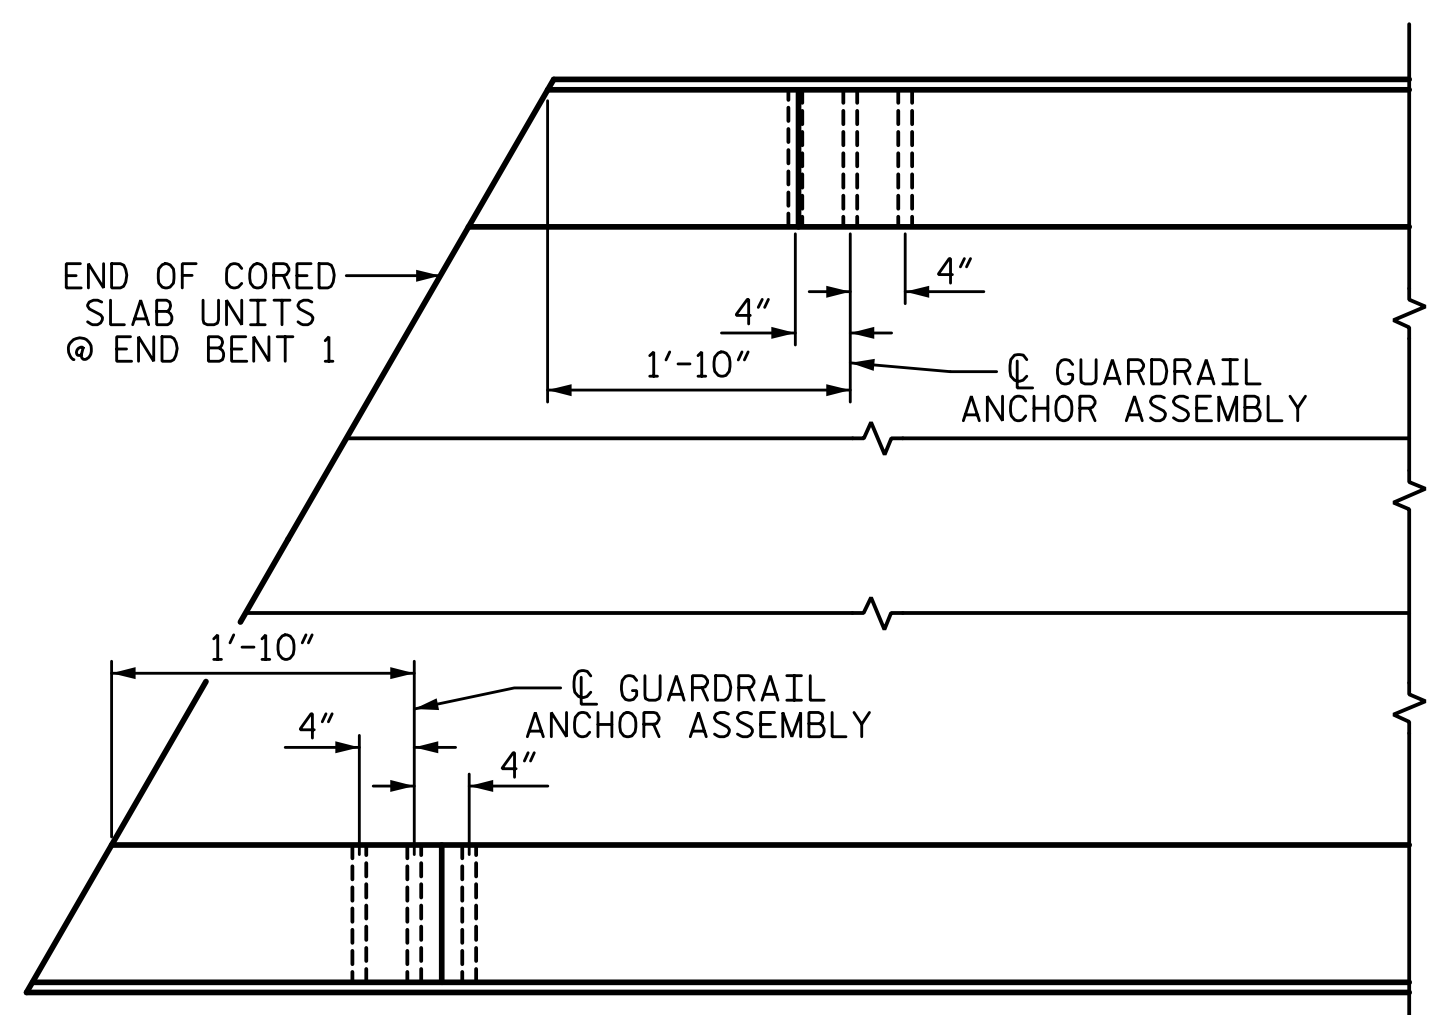 END OF CORED
SLAB UNITS
@ END BENT 1
4"
4"
1'-10"
℄ GUARDRAIL
ANCHOR ASSEMBLY
1'-10"
℄ GUARDRAIL
ANCHOR ASSEMBLY
4"
4"